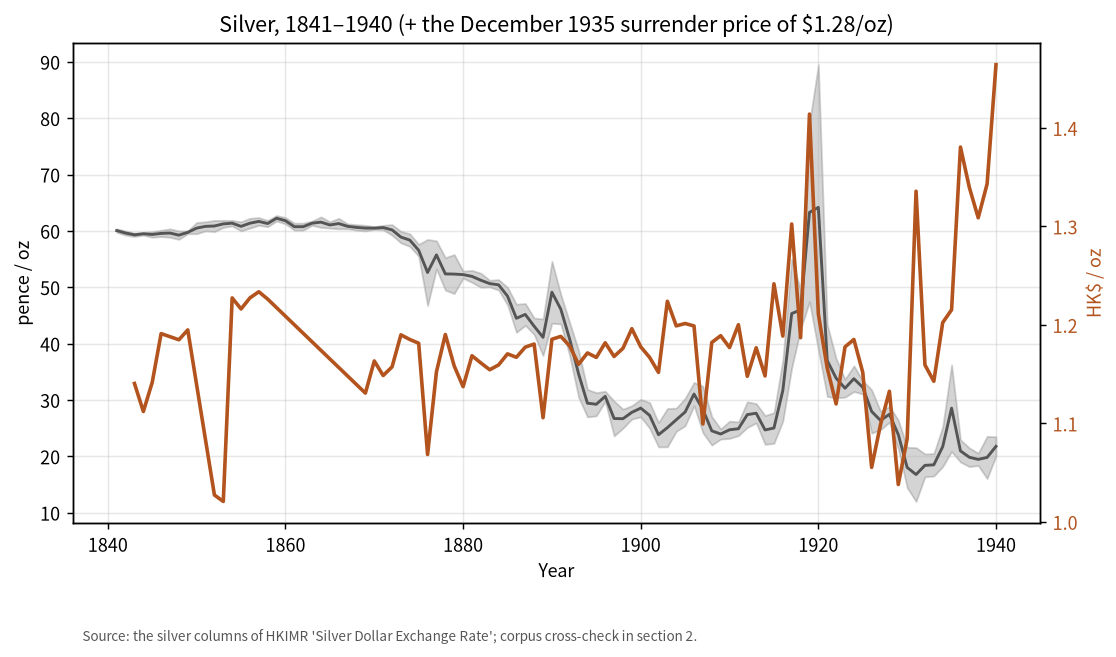 Silver, 1841–1940 (+ the December 1935 surrender price of $1.28/oz)
90
80
70
60
50
40
30
20
10
pence / oz
1.4
1.3
1.2
1.1
1.0
HK$ / oz
1840 1860 1880 1900 1920 1940
Year
Source: the silver columns of HKIMR 'Silver Dollar Exchange Rate'; corpus cross-check in section 2.